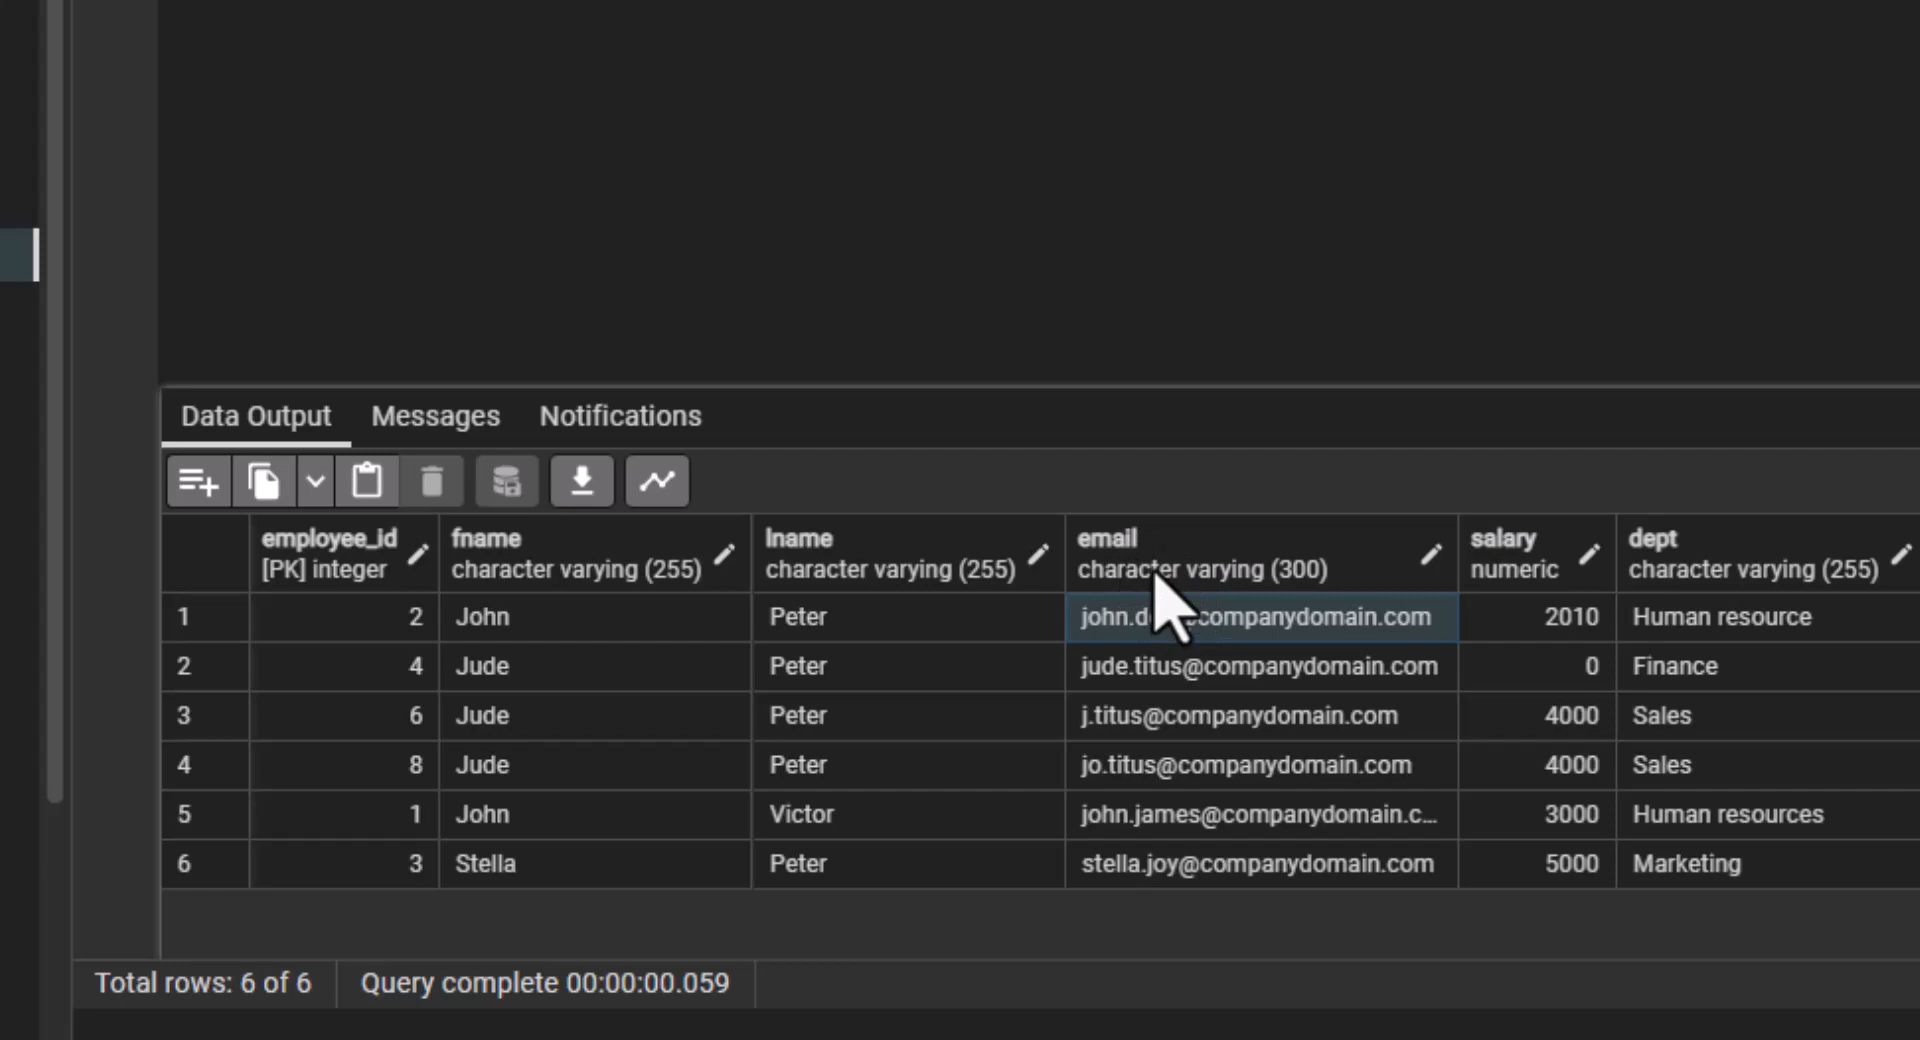 Data Output Messages Notifications
employee_id fname lname email salary dept
[PK] integer character varying (255) character varying (255) character varying (300) numeric character varying (255)
1 2 John Peter 2010 Human resource
2 4 Jude Peter jude.titus@companydomain.com 0 Finance
3 6 Jude Peter j.titus@companydomain.com 4000 Sales
4 8 Jude Peter jo.titus@companydomain.com 4000 Sales
5 1 John Victor john.james@companydomain.c... 3000 Human resources
6 3 Stella Peter stella.joy@companydomain.com 5000 Marketing
Total rows: 6 of 6 Query complete 00:00:00.059